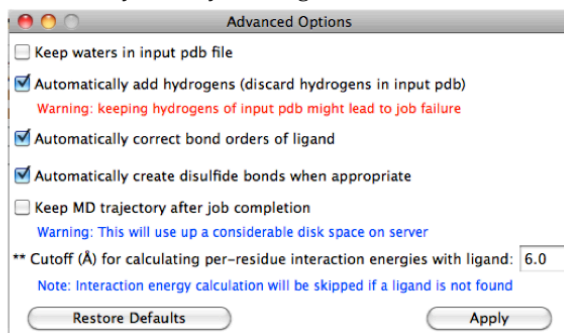 Advanced Options
Keep waters in input pdb file
Automatically add hydrogens (discard hydrogens in input pdb)
Warning: keeping hydrogens of input pdb might lead to job failure
Automatically correct bond orders of ligand
Automatically create disulfide bonds when appropriate
Keep MD trajectory after job completion
Warning: This will use up a considerable disk space on server
** Cutoff (Å) for calculating per-residue interaction energies with ligand: 6.0
Note: Interaction energy calculation will be skipped if a ligand is not found
Restore Defaults Apply